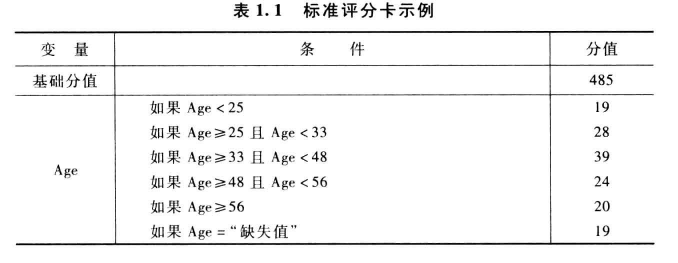 表 1.1 标准评分卡示例
变 量 条 件 分值
基础分值 485
如果 Age<25 19
如果 Age≥25 且 Age<33 28
如果 Age≥33 且 Age<48 39
Age
如果 Age≥48 且 Age<56 24
如果 Age≥56 20
如果 Age=“缺失值” 19